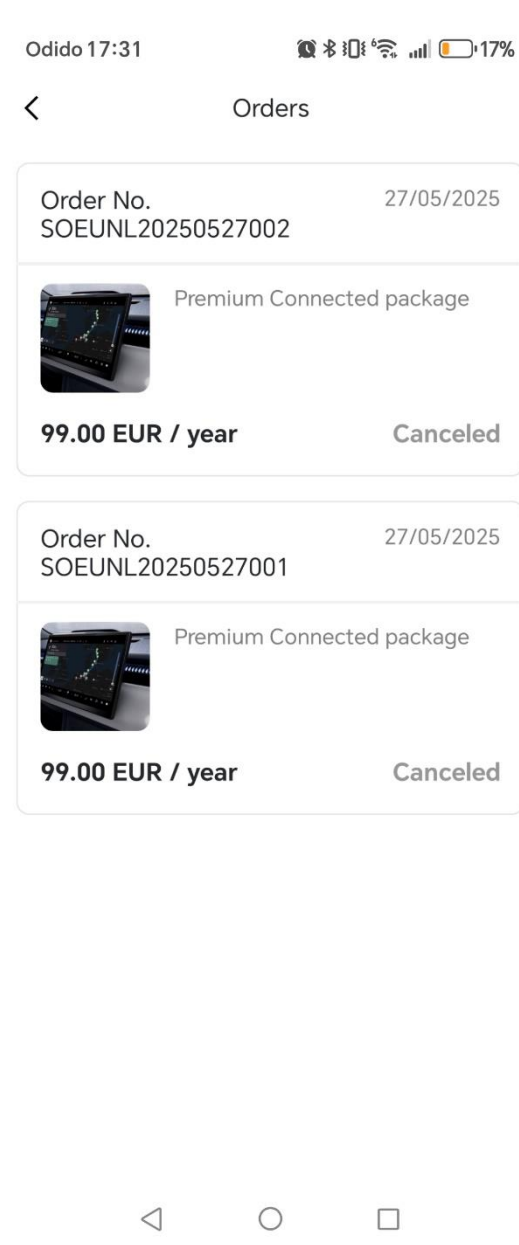 Odido 17:31
6
17%
Orders
Order No.
27/05/2025
SOEUNL20250527002
Premium Connected package
99.00 EUR / year
Canceled
Order No.
27/05/2025
SOEUNL20250527001
Premium Connected package
99.00 EUR / year
Canceled